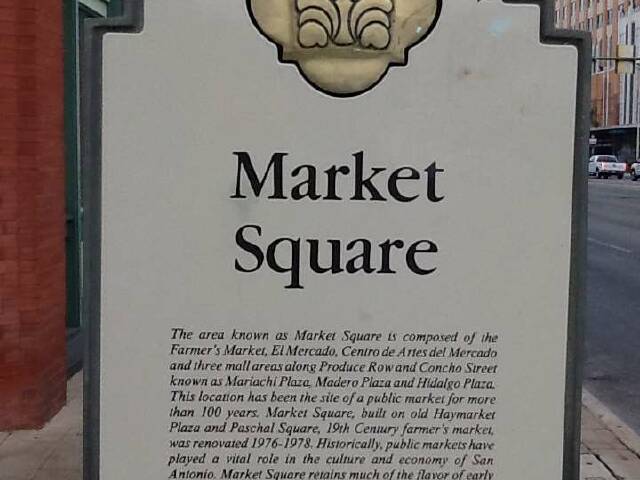 Market
Square
The area known as Market Square is composed of the
Farmer's Market, El Mercado, Centro de Artes del Mercado
and three mall areas along Produce Row and Concho Street
known as Mariachi Plaza, Madero Plaza and Hidalgo Plaza.
This location has been the site of a public market for more
than 100 years. Market Square, built on old Haymarket
Plaza and Paschal Square, 19th Century farmer's market,
was renovated 1976-1978. Historically, public markets have
played a vital role in the culture and economy of San
Antonio. Market Square retains much of the flavor of early